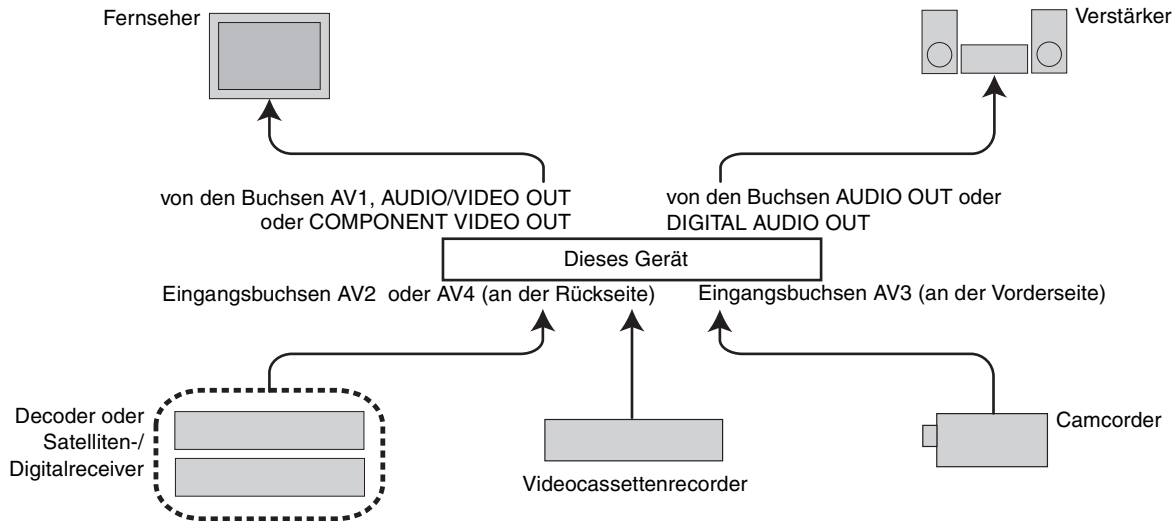 Fernseher
Verstärker
von den Buchsen AV1, AUDIO/VIDEO OUT
oder COMPONENT VIDEO OUT
von den Buchsen AUDIO OUT oder
DIGITAL AUDIO OUT
Dieses Gerät
Eingangsbuchsen AV2 oder AV4 (an der Rückseite)
Eingangsbuchsen AV3 (an der Vorderseite)
Decoder oder
Satelliten-/
Digitalreceiver
Videocassettenrecorder
Camcorder